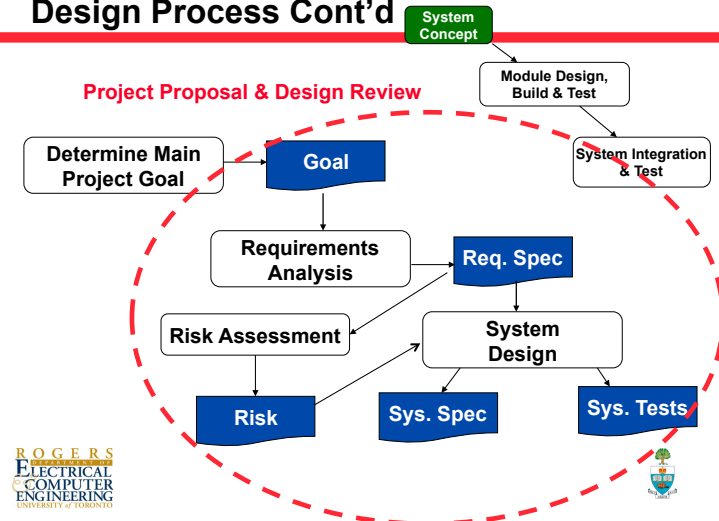 Design Process Cont'd
System
Concept
Module Design,
Build & Test
Project Proposal & Design Review
System Integration
& Test
Determine Main
Project Goal
Goal
Requirements
Analysis
Req. Spec
Risk Assessment
System
Design
Risk
Sys. Spec
Sys. Tests
ROGERS
DEPARTMENT OF
ELECTRICAL
& COMPUTER
ENGINEERING
UNIVERSITY of TORONTO